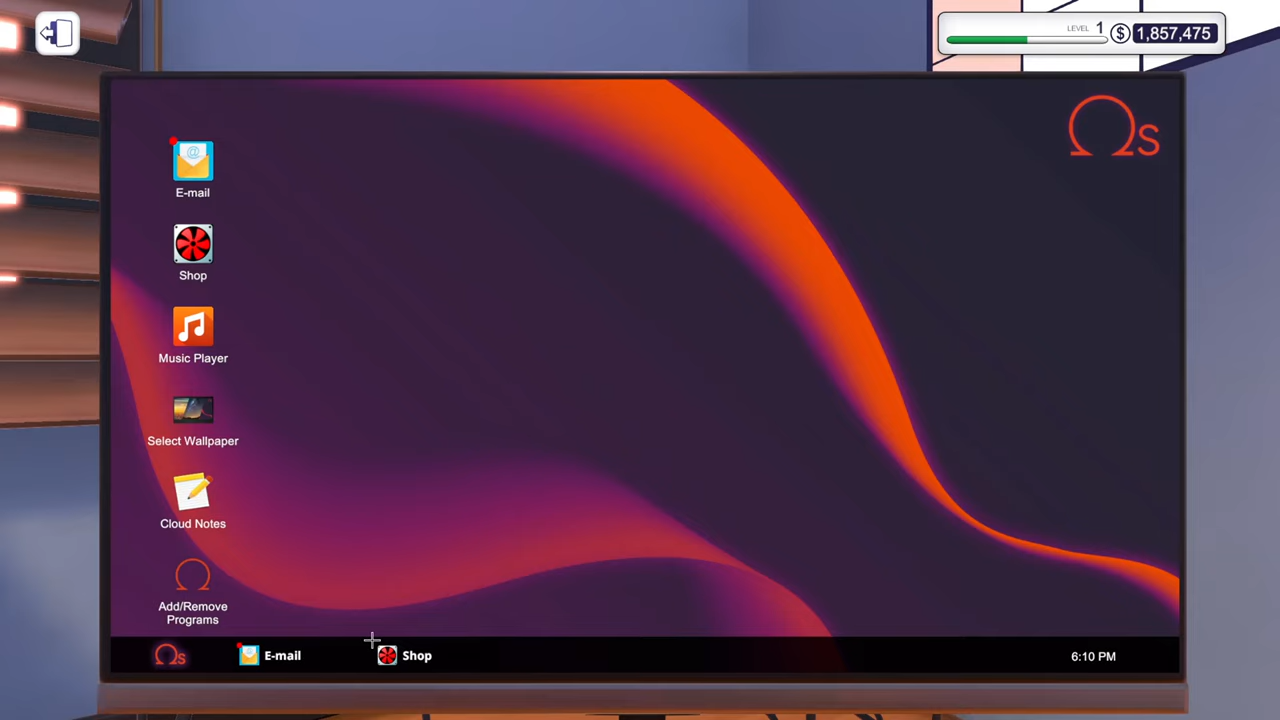 LEVEL 1
$ 1,857,475
Ωs
E-mail
Shop
Music Player
Select Wallpaper
Cloud Notes
Add/Remove
Programs
Ωs
E-mail
Shop
6:10 PM